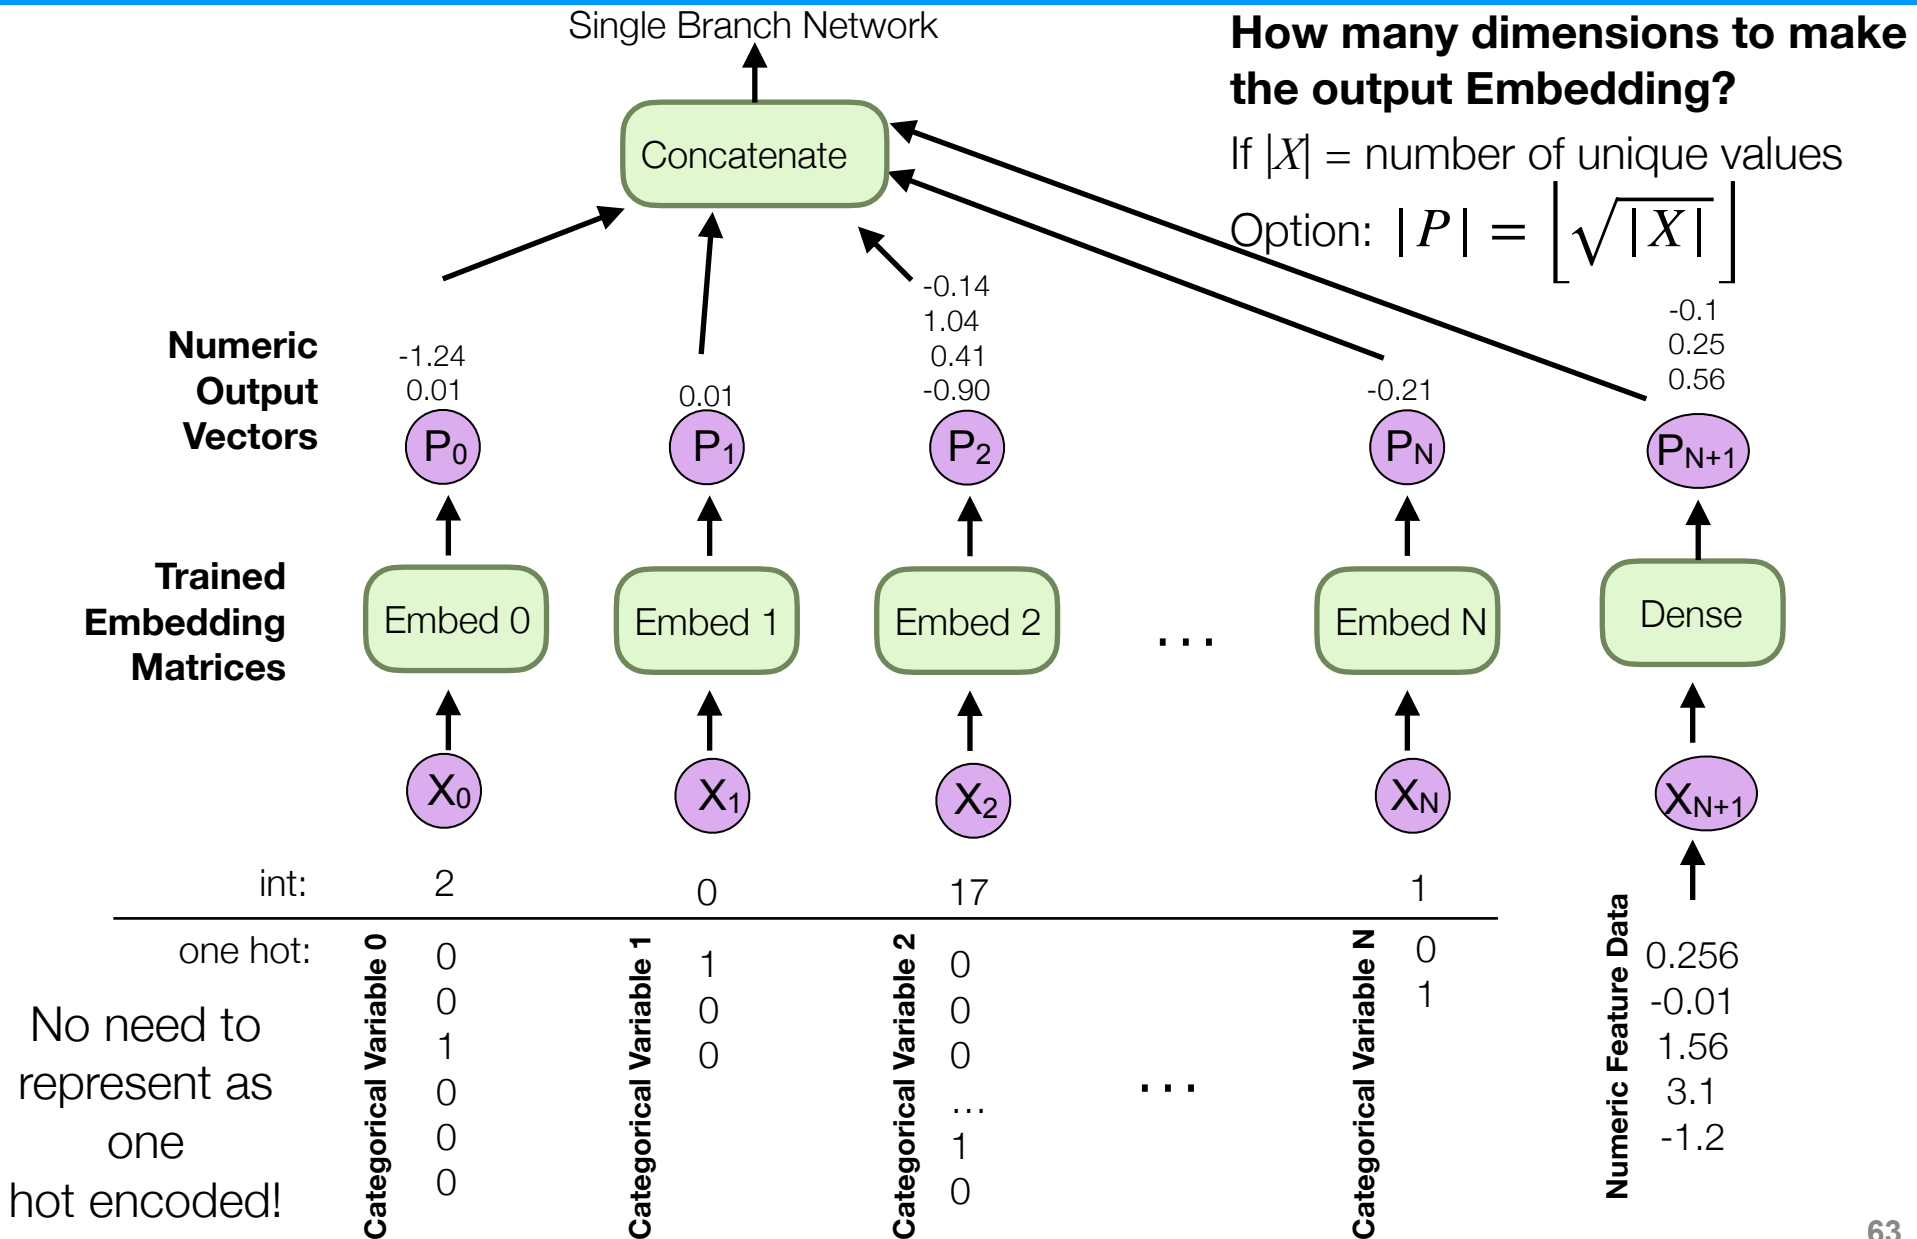 Single Branch Network
Concatenate
How many dimensions to make
the output Embedding?
If |X| = number of unique values
Option: |P| = ⌊√|X|⌋
Numeric
Output
Vectors
-1.24
0.01
0.01
-0.14
1.04
0.41
-0.90
-0.21
-0.1
0.25
0.56
P0
P1
P2
PN
PN+1
Trained
Embedding
Matrices
Embed 0
Embed 1
Embed 2
...
Embed N
Dense
X0
X1
X2
XN
XN+1
int:
2
0
17
1
one hot:
No need to
represent as
one
hot encoded!
Categorical Variable 0
0
0
1
0
0
0
Categorical Variable 1
1
0
0
Categorical Variable 2
0
0
0
...
1
0
...
Categorical Variable N
0
1
Numeric Feature Data
0.256
-0.01
1.56
3.1
-1.2
63